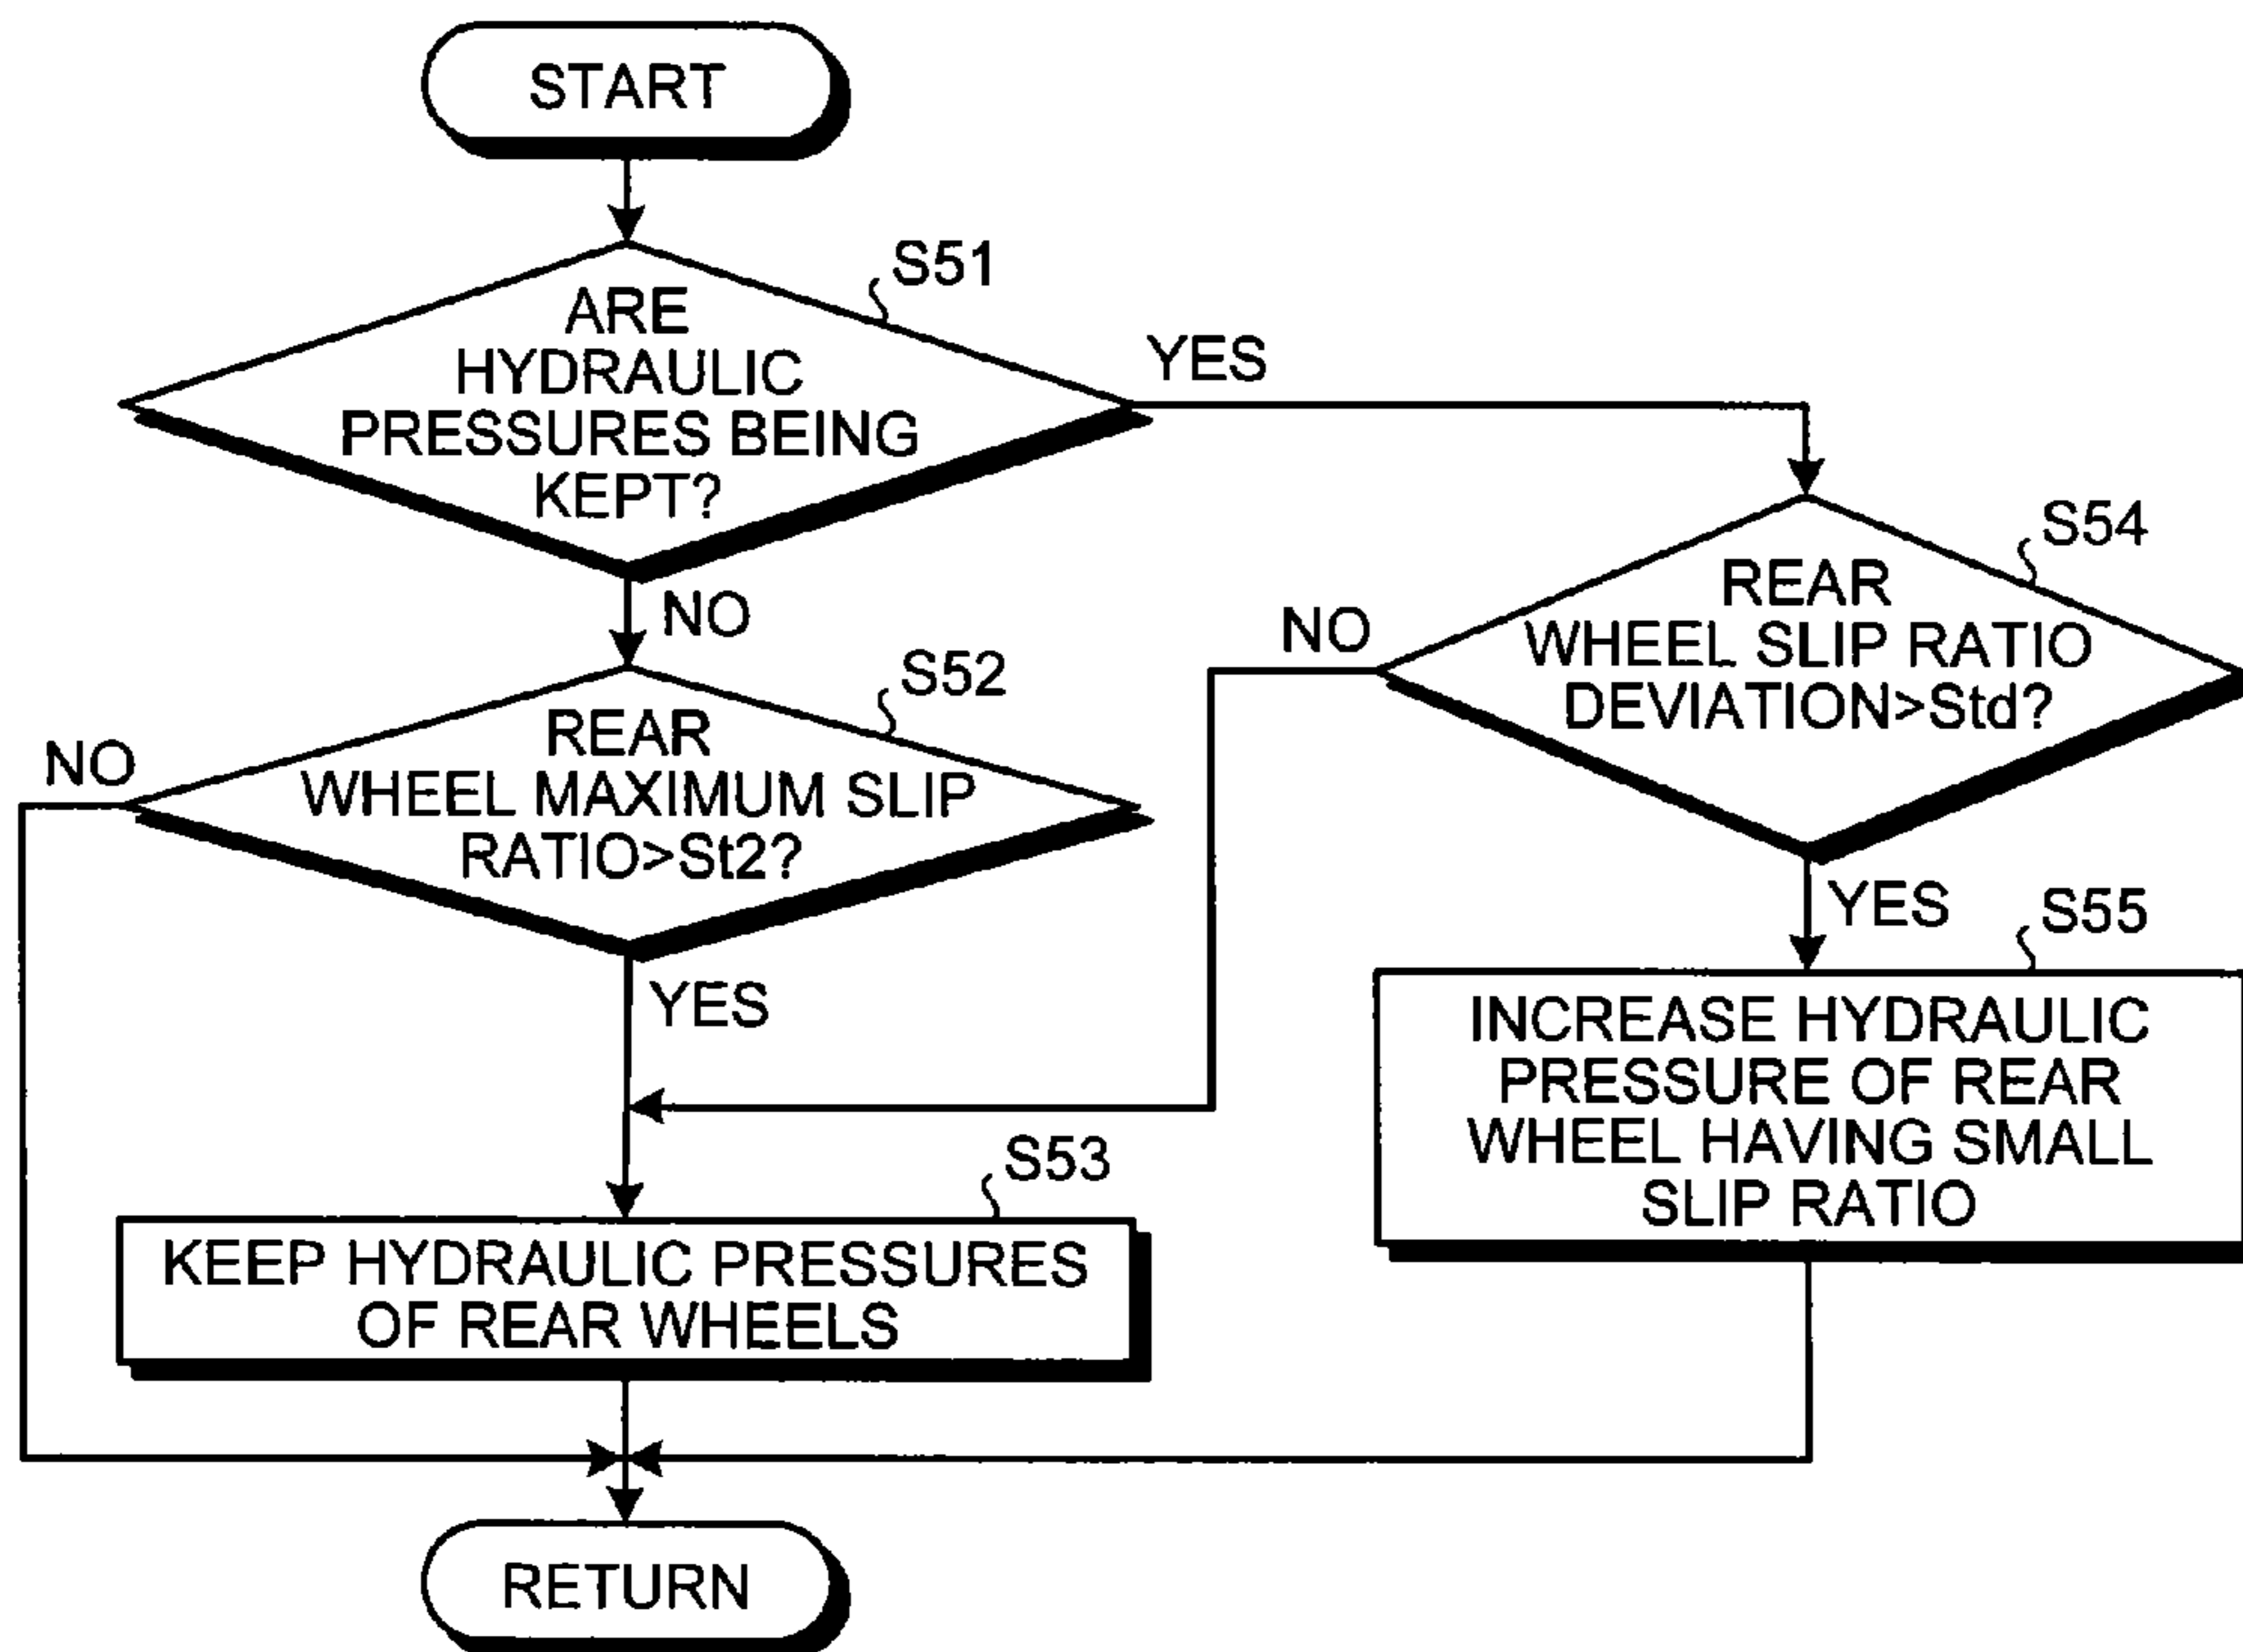 START
S51
ARE
HYDRAULIC
PRESSURES BEING
KEPT?
YES
NO
S52
REAR
WHEEL MAXIMUM SLIP
RATIO>St2?
NO
YES
S54
REAR
WHEEL SLIP RATIO
DEVIATION>Std?
NO
YES
S55
INCREASE HYDRAULIC
PRESSURE OF REAR
WHEEL HAVING SMALL
SLIP RATIO
S53
KEEP HYDRAULIC PRESSURES
OF REAR WHEELS
RETURN